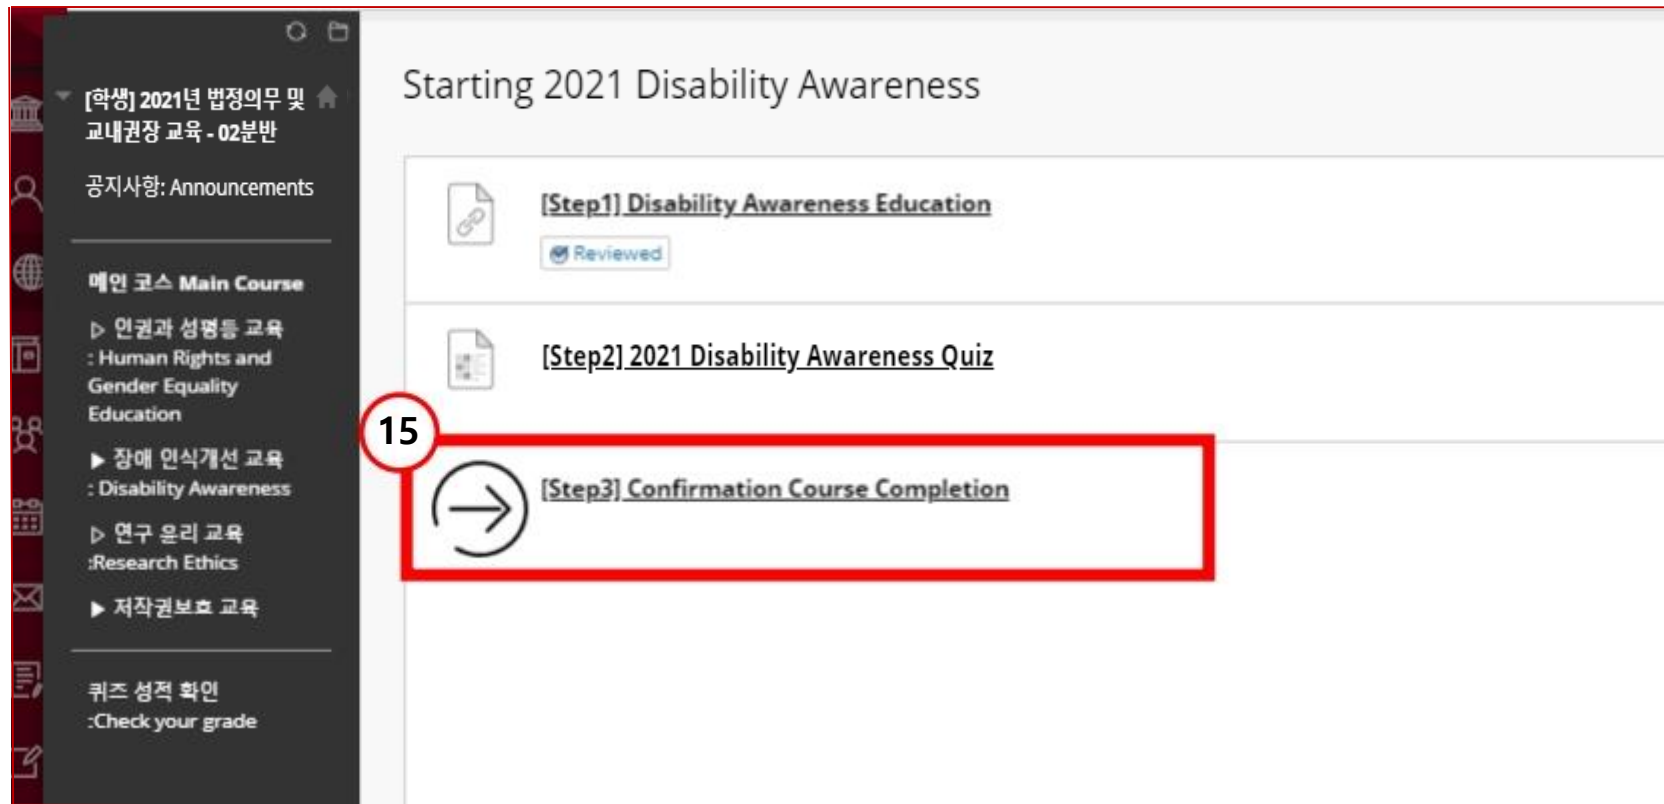 [학생] 2021년 법정의무 및
교내권장 교육 - 02분반
공지사항: Announcements
메인 코스 Main Course
▷ 인권과 성평등 교육
: Human Rights and
Gender Equality
Education
▶ 장애 인식개선 교육
: Disability Awareness
▷ 연구 윤리 교육
:Research Ethics
▶ 저작권보호 교육
퀴즈 성적 확인
:Check your grade
Starting 2021 Disability Awareness
[Step1] Disability Awareness Education
Reviewed
[Step2] 2021 Disability Awareness Quiz
15
[Step3] Confirmation Course Completion